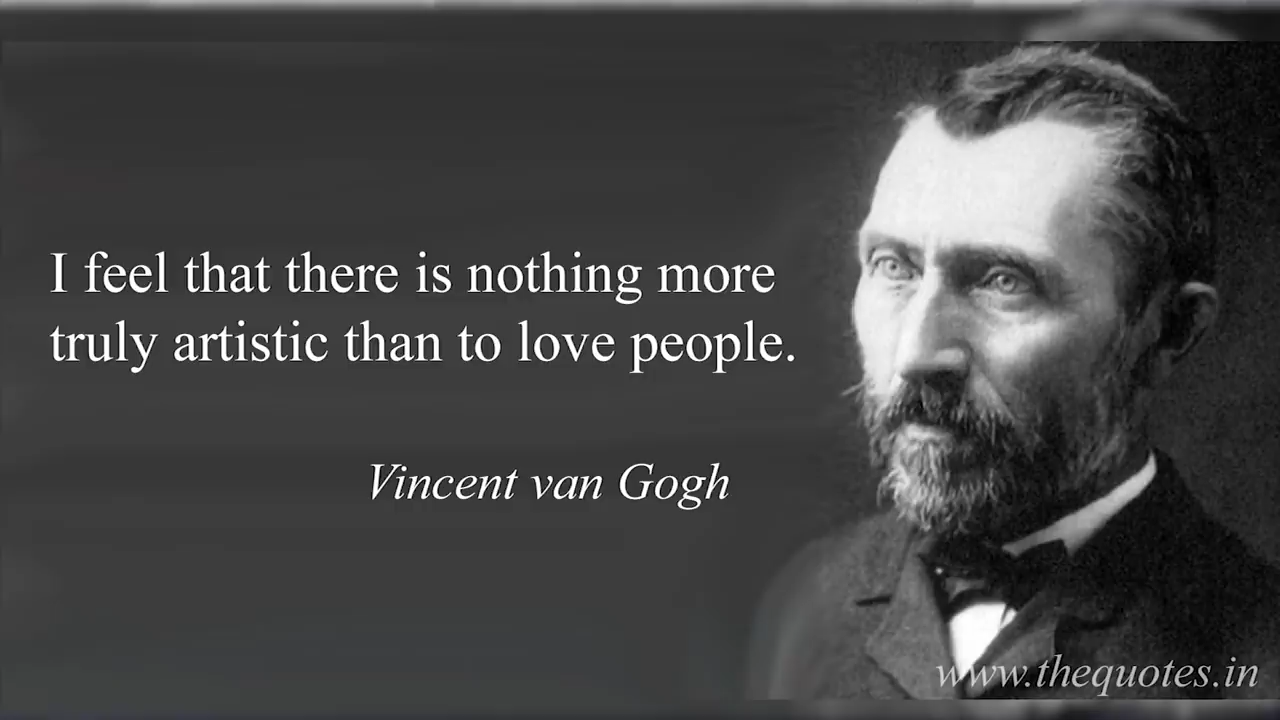 I feel that there is nothing more
truly artistic than to love people.
Vincent van Gogh
www.thequotes.in